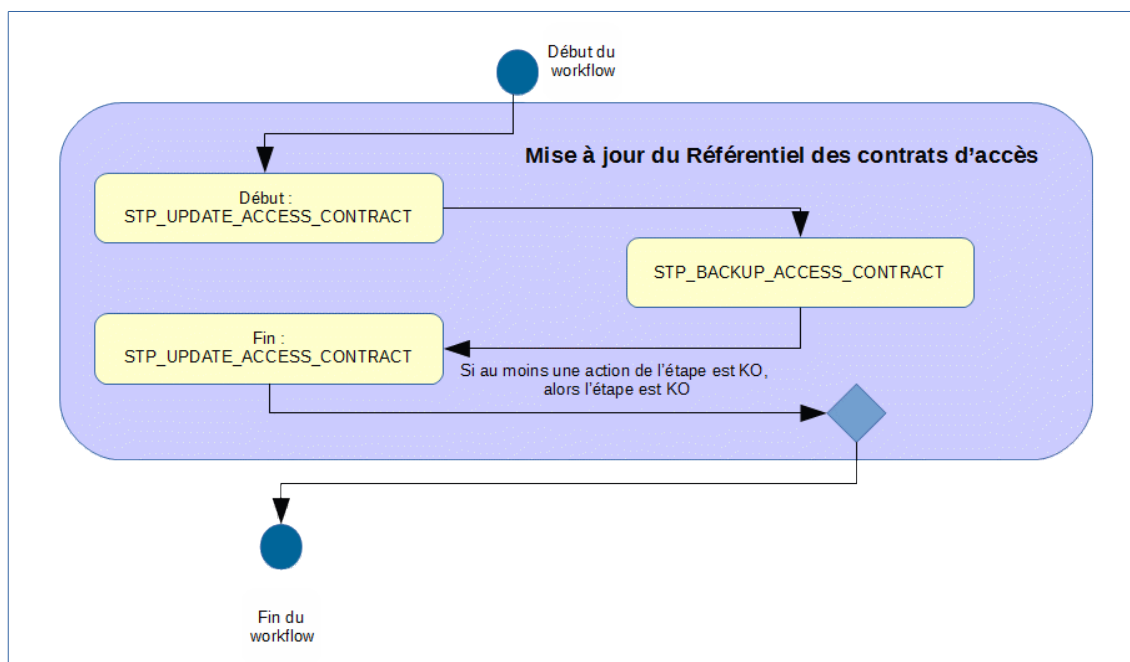 Début du
workflow
Mise à jour du Référentiel des contrats d’accès
Début :
STP_UPDATE_ACCESS_CONTRACT
STP_BACKUP_ACCESS_CONTRACT
Fin :
STP_UPDATE_ACCESS_CONTRACT
Si au moins une action de l’étape est KO,
alors l’étape est KO
Fin du
workflow